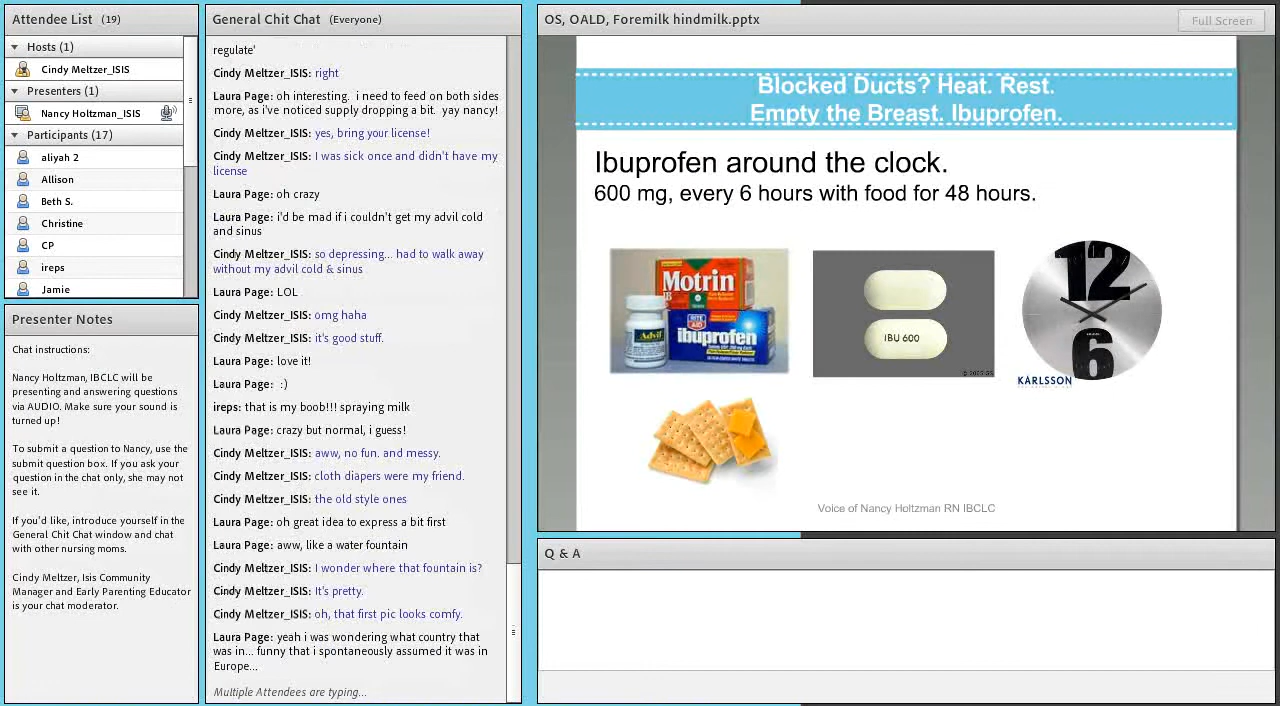 Attendee List (19)
Hosts (1)
Cindy Meltzer_ISIS
Presenters (1)
Nancy Holtzman_ISIS
Participants (17)
aliyah 2
Allison
Beth S.
Christine
CP
ireps
Jamie
Presenter Notes
Chat instructions:
Nancy Holtzman, IBCLC will be
presenting and answering questions
via AUDIO. Make sure your sound is
turned up!
To submit a question to Nancy, use the
submit question box. If you ask your
question in the chat only, she may not
see it.
If you'd like, introduce yourself in the
General Chit Chat window and chat
with other nursing moms.
Cindy Meltzer, Isis Community
Manager and Early Parenting Educator
is your chat moderator.
General Chit Chat (Everyone)
regulate'
Cindy Meltzer_ISIS: right
Laura Page: oh interesting. i need to feed on both sides
more, as i've noticed supply dropping a bit. yay nancy!
Cindy Meltzer_ISIS: yes, bring your license!
Cindy Meltzer_ISIS: I was sick once and didn't have my
license
Laura Page: oh crazy
Laura Page: i'd be mad if i couldn't get my advil cold
and sinus
Cindy Meltzer_ISIS: so depressing... had to walk away
without my advil cold & sinus
Laura Page: LOL
Cindy Meltzer_ISIS: omg haha
Cindy Meltzer_ISIS: it's good stuff.
Laura Page: love it!
Laura Page: :)
ireps: that is my boob!!! spraying milk
Laura Page: crazy but normal, i guess!
Cindy Meltzer_ISIS: aww, no fun. and messy.
Cindy Meltzer_ISIS: cloth diapers were my friend.
Cindy Meltzer_ISIS: the old style ones
Laura Page: oh great idea to express a bit first
Laura Page: aww, like a water fountain
Cindy Meltzer_ISIS: I wonder where that fountain is?
Cindy Meltzer_ISIS: It's pretty.
Cindy Meltzer_ISIS: oh, that first pic looks comfy.
Laura Page: yeah i was wondering what country that
was in... funny that i spontaneously assumed it was in
Europe...
Multiple Attendees are typing...
OS, OALD, Foremilk hindmilk.pptx
Full Screen
Blocked Ducts? Heat. Rest.
Empty the Breast. Ibuprofen.
Ibuprofen around the clock.
600 mg, every 6 hours with food for 48 hours.
Motrin
IB
Advil
RITE AID
ibuprofen
IBU 600
12
6
KARLSSON
Voice of Nancy Holtzman RN IBCLC
Q & A